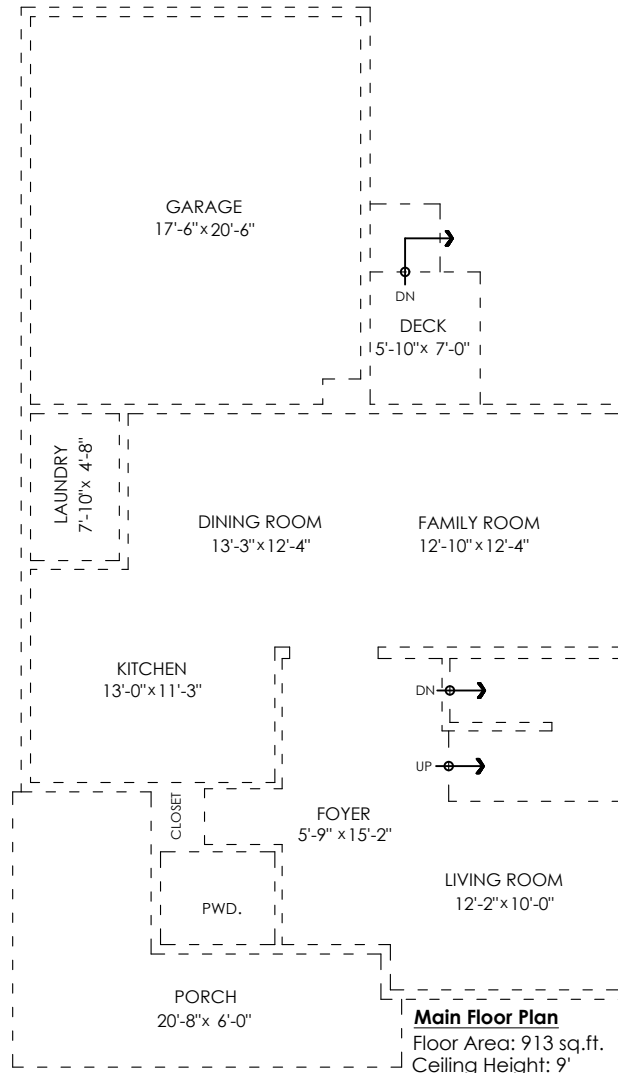 GARAGE
17'-6" x 20'-6"
DN
DECK
5'-10" x 7'-0"
LAUNDRY
7'-10" x 4'-8"
DINING ROOM
13'-3" x 12'-4"
FAMILY ROOM
12'-10" x 12'-4"
KITCHEN
13'-0" x 11'-3"
DN
UP
CLOSET
FOYER
5'-9" x 15'-2"
LIVING ROOM
12'-2" x 10'-0"
PWD.
PORCH
20'-8" x 6'-0"
Main Floor Plan
Floor Area: 913 sq.ft.
Ceiling Height: 9'